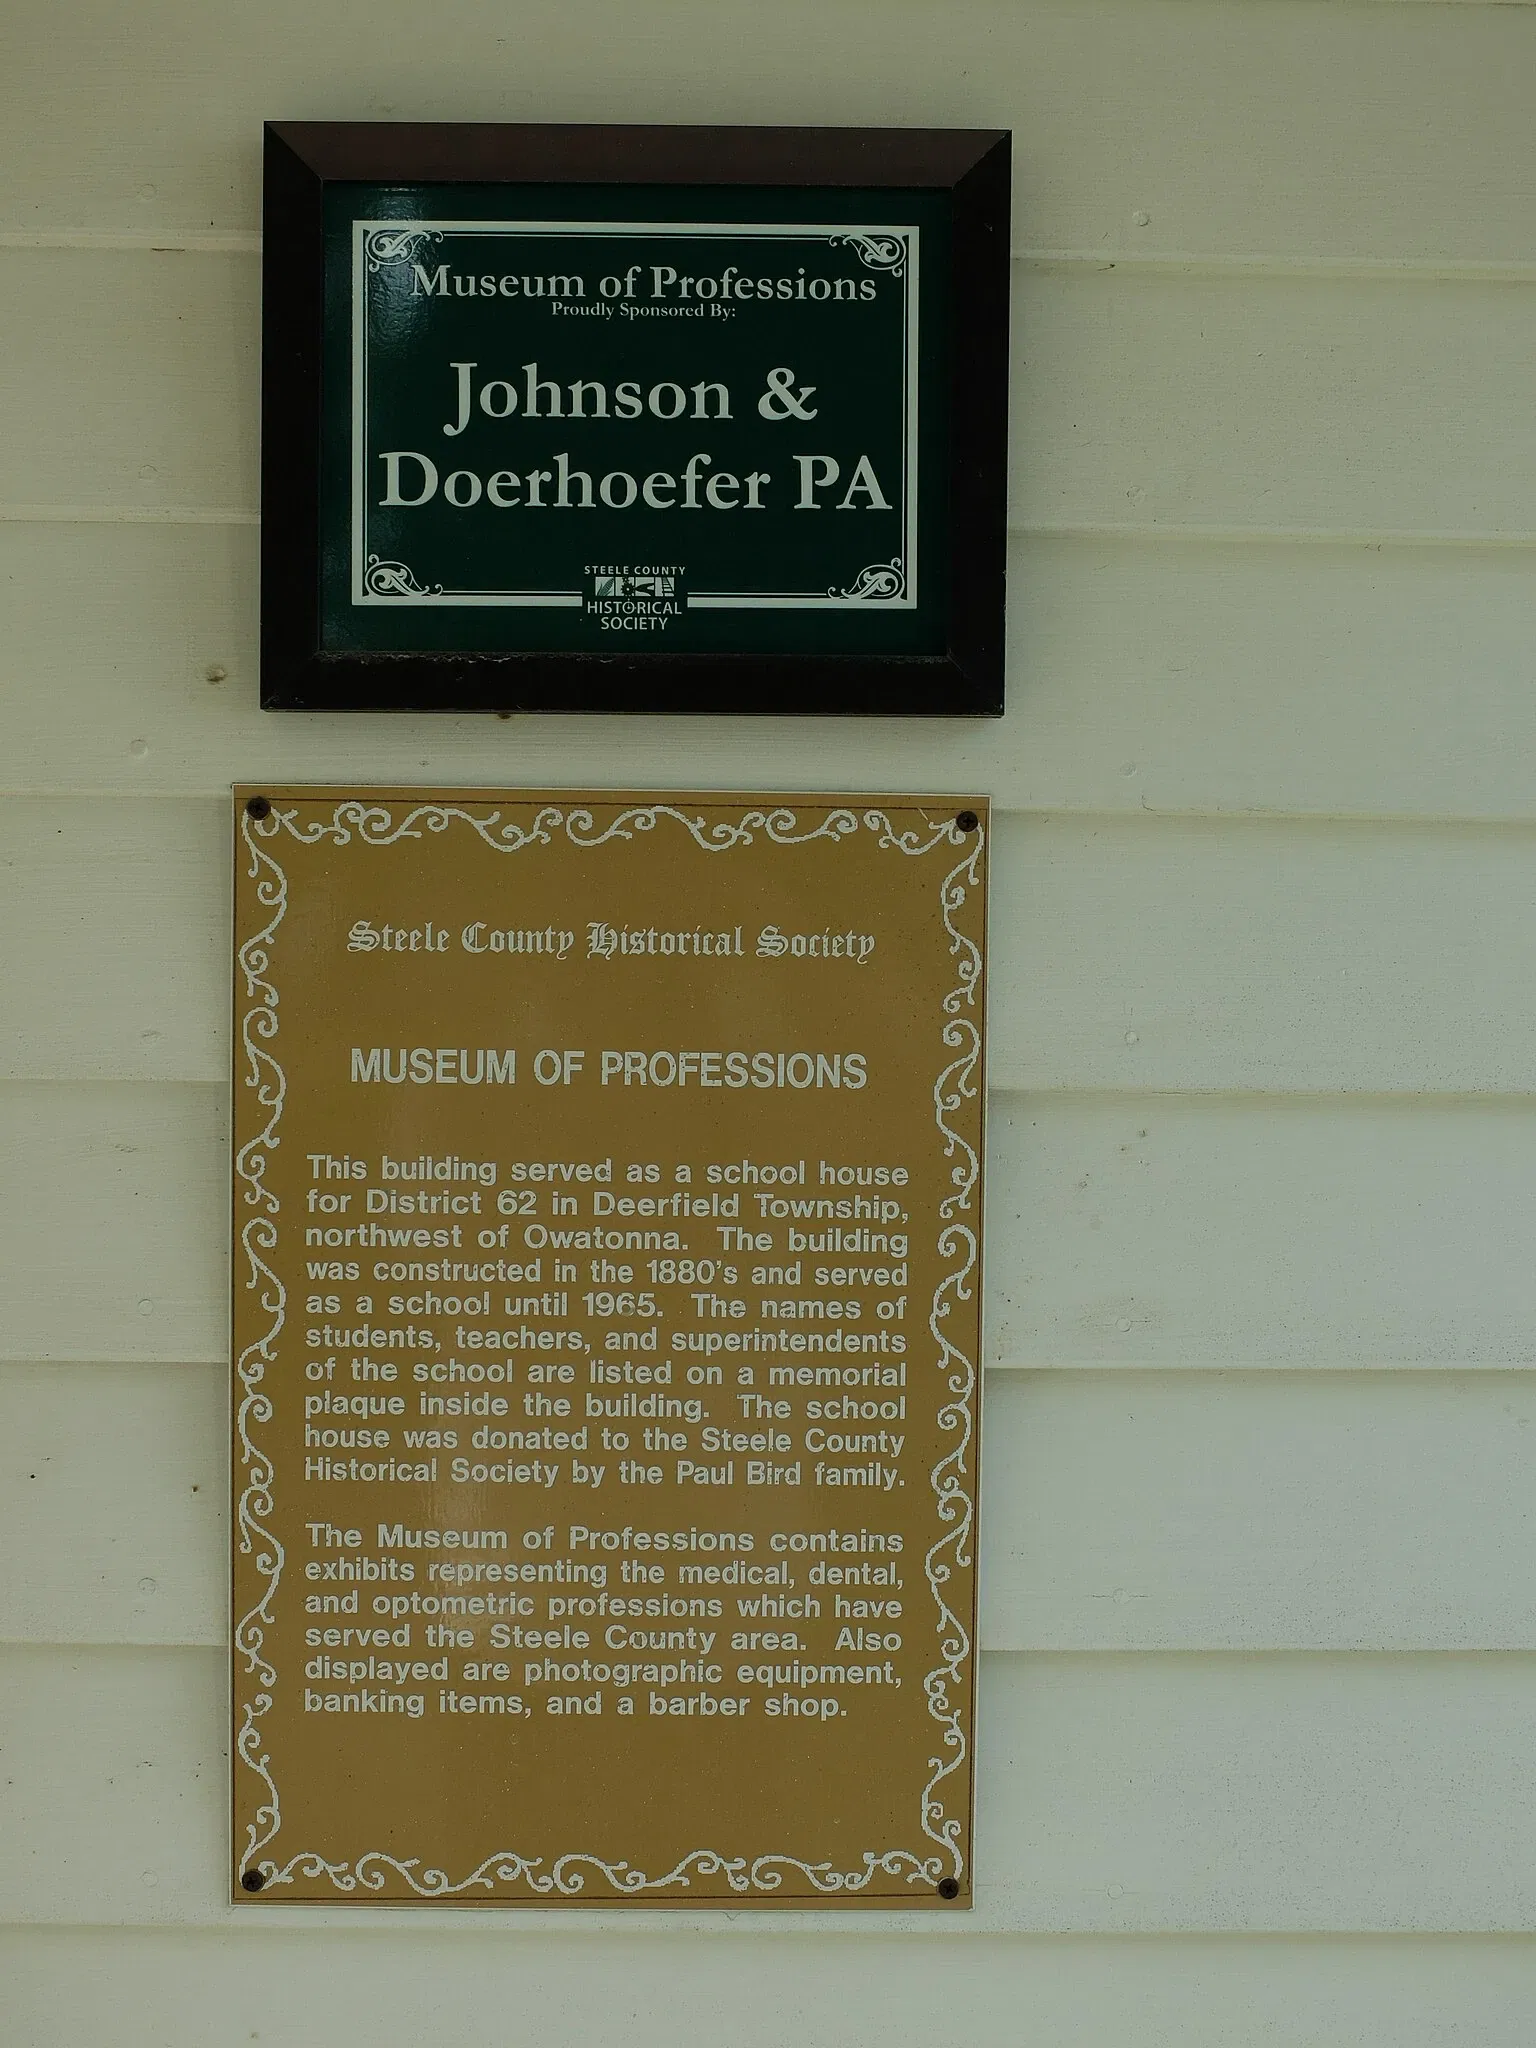 Museum of Professions
Proudly Sponsored By:
Johnson &
Doerhoefer PA
STEELE COUNTY
HISTORICAL
SOCIETY
Steele County Historical Society
MUSEUM OF PROFESSIONS
This building served as a school house
for District 62 in Deerfield Township,
northwest of Owatonna. The building
was constructed in the 1880's and served
as a school until 1965. The names of
students, teachers, and superintendents
of the school are listed on a memorial
plaque inside the building. The school
house was donated to the Steele County
Historical Society by the Paul Bird family.
The Museum of Professions contains
exhibits representing the medical, dental,
and optometric professions which have
served the Steele County area. Also
displayed are photographic equipment,
banking items, and a barber shop.